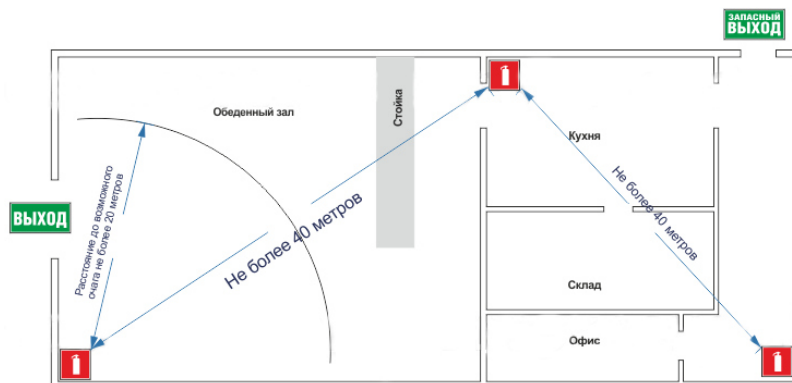 ЗАПАСНЫЙ
ВЫХОД
Обеденный зал
Стойка
Кухня
ВЫХОД
Расстояние до возможного
очага не более 20 метров
Не более 40 метров
Не более 40 метров
Склад
Офис